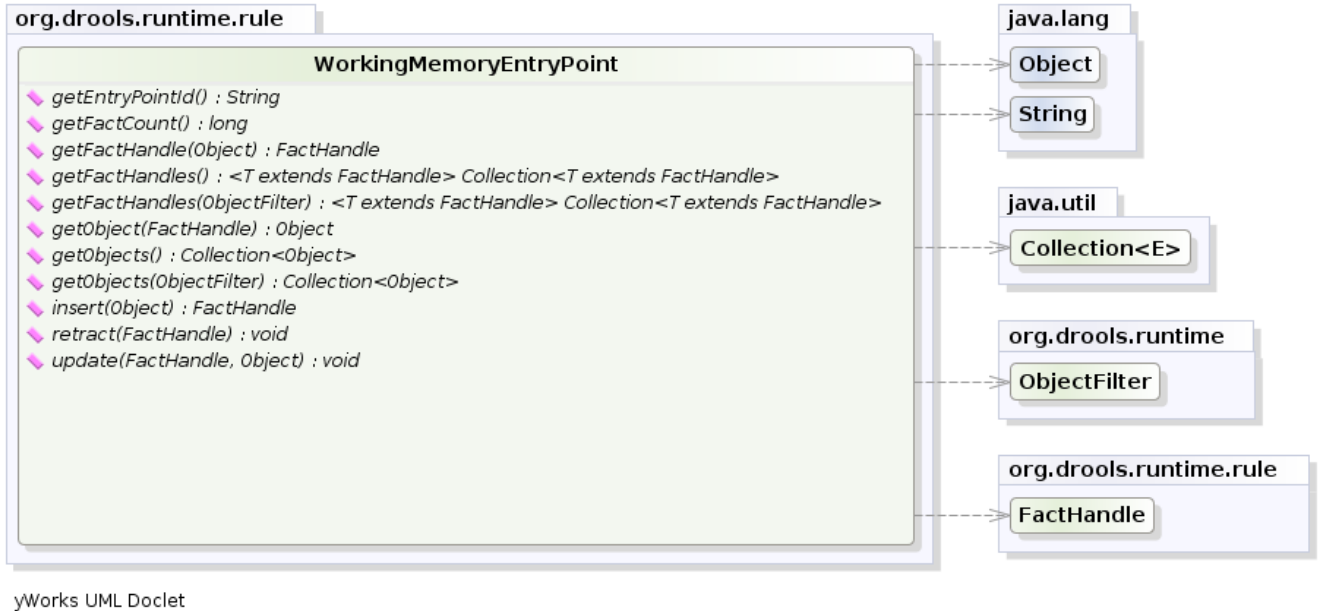 org.drools.runtime.rule
WorkingMemoryEntryPoint
getEntryPointId() : String
getFactCount() : long
getFactHandle(Object) : FactHandle
getFactHandles() : <T extends FactHandle> Collection<T extends FactHandle>
getFactHandles(ObjectFilter) : <T extends FactHandle> Collection<T extends FactHandle>
getObject(FactHandle) : Object
getObjects() : Collection<Object>
getObjects(ObjectFilter) : Collection<Object>
insert(Object) : FactHandle
retract(FactHandle) : void
update(FactHandle, Object) : void
java.lang
Object
String
java.util
Collection<E>
org.drools.runtime
ObjectFilter
org.drools.runtime.rule
FactHandle
yWorks UML Doclet